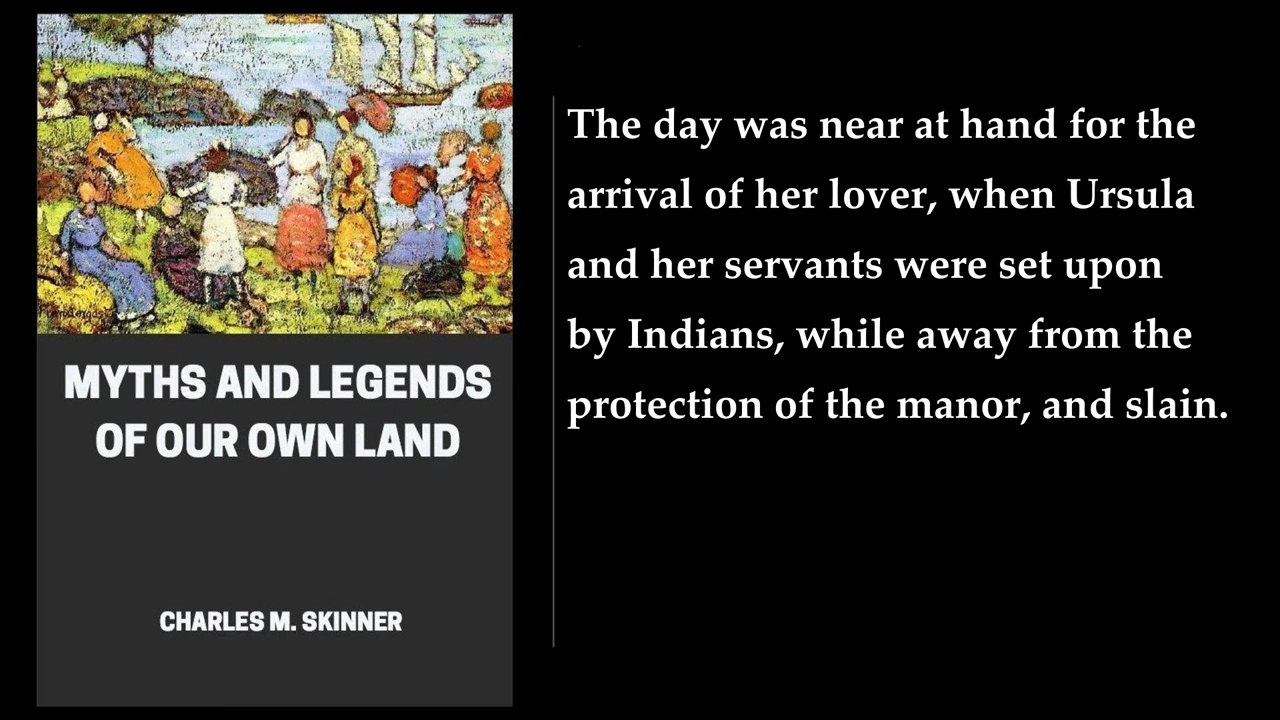 MYTHS AND LEGENDS
OF OUR OWN LAND
CHARLES M. SKINNER
The day was near at hand for the
arrival of her lover, when Ursula
and her servants were set upon
by Indians, while away from the
protection of the manor, and slain.